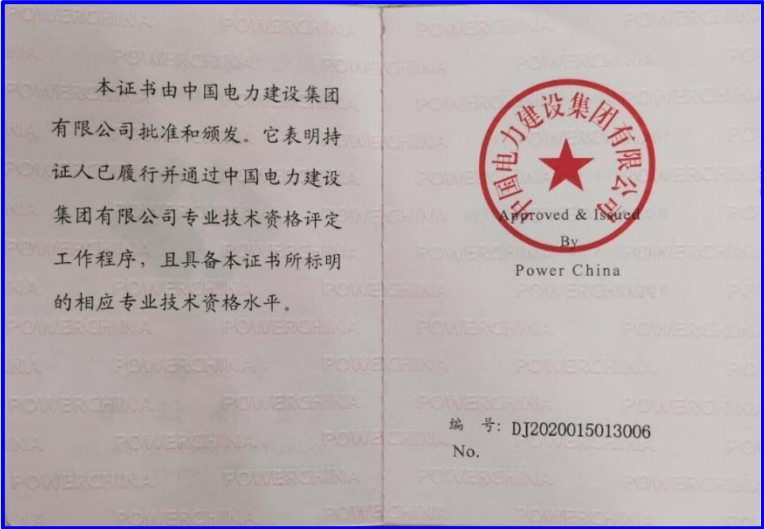 本证书由中国电力建设集团
有限公司批准和颁发。它表明持
证人已履行并通过中国电力建设
集团有限公司专业技术资格评定
工作程序，且具备本证书所标明
的相应专业技术资格水平。
中国电力建设集团有限公司
Approved & Issued
By
Power China
编 号: DJ2020015013006
No.